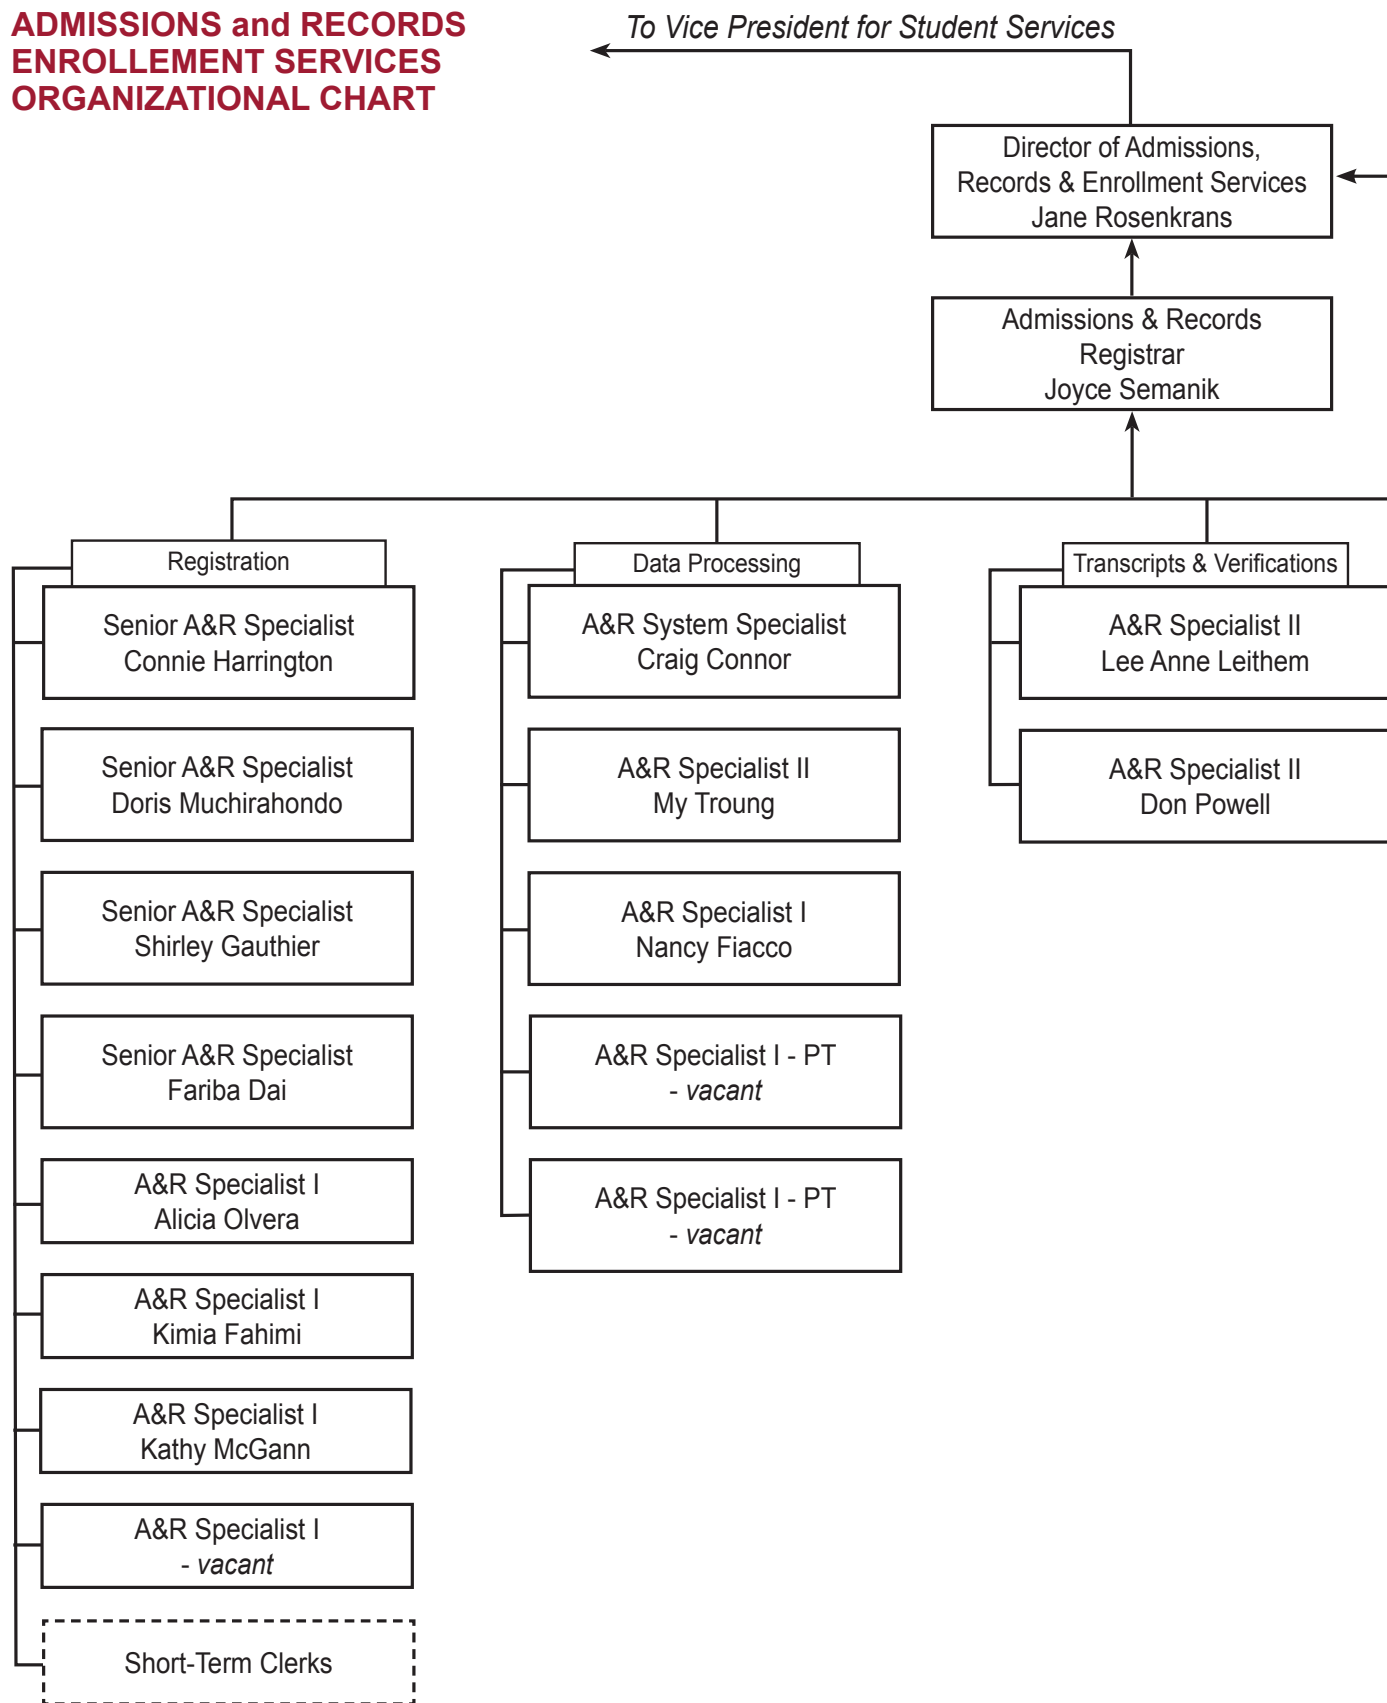 ADMISSIONS and RECORDS
ENROLLEMENT SERVICES
ORGANIZATIONAL CHART
To Vice President for Student Services
Director of Admissions,
Records & Enrollment Services
Jane Rosenkrans
Admissions & Records
Registrar
Joyce Semanik
Registration
Senior A&R Specialist
Connie Harrington
Senior A&R Specialist
Doris Muchirahondo
Senior A&R Specialist
Shirley Gauthier
Senior A&R Specialist
Fariba Dai
A&R Specialist I
Alicia Olvera
A&R Specialist I
Kimia Fahimi
A&R Specialist I
Kathy McGann
A&R Specialist I
- vacant
Short-Term Clerks
Data Processing
A&R System Specialist
Craig Connor
A&R Specialist II
My Troung
A&R Specialist I
Nancy Fiacco
A&R Specialist I - PT
- vacant
A&R Specialist I - PT
- vacant
Transcripts & Verifications
A&R Specialist II
Lee Anne Leithem
A&R Specialist II
Don Powell